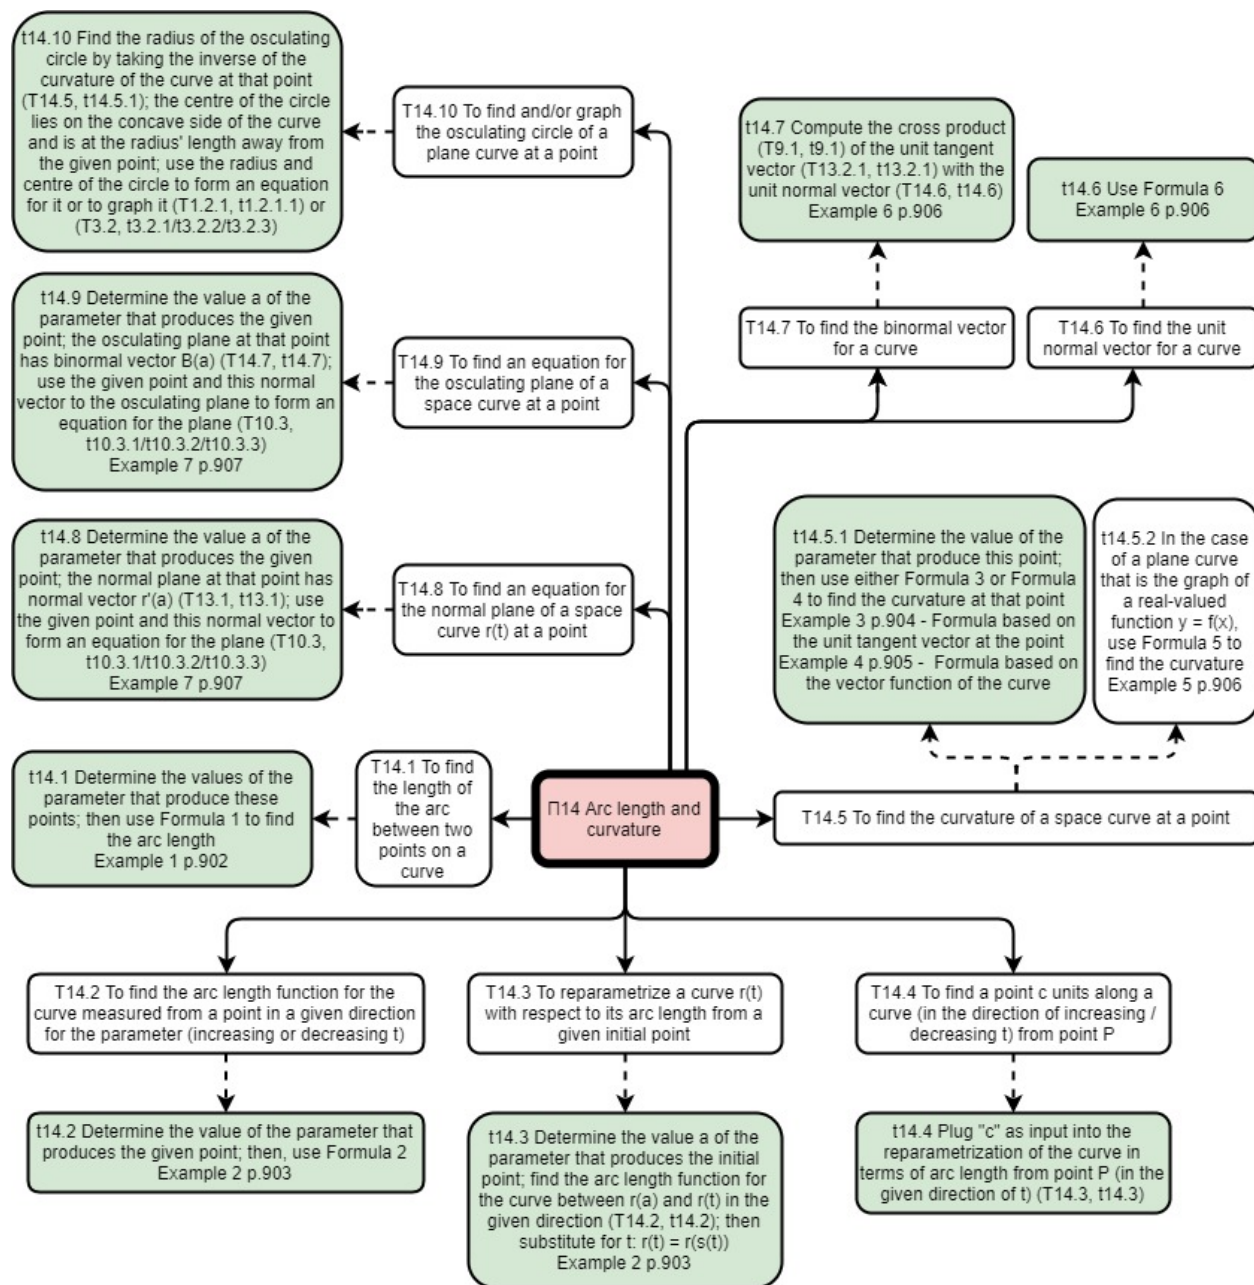 t14.10 Find the radius of the osculating
circle by taking the inverse of the
curvature of the curve at that point
(T14.5, t14.5.1); the centre of the circle
lies on the concave side of the curve
and is at the radius' length away from
the given point; use the radius and
centre of the circle to form an equation
for it or to graph it (T1.2.1, t1.2.1.1) or
(T3.2, t3.2.1/t3.2.2/t3.2.3)
T14.10 To find and/or graph
the osculating circle of a
plane curve at a point
t14.7 Compute the cross product
(T9.1, t9.1) of the unit tangent
vector (T13.2.1, t13.2.1) with the
unit normal vector (T14.6, t14.6)
Example 6 p.906
t14.6 Use Formula 6
Example 6 p.906
t14.9 Determine the value a of the
parameter that produces the given
point; the osculating plane at that point
has binormal vector B(a) (T14.7, t14.7);
use the given point and this normal
vector to the osculating plane to form an
equation for the plane (T10.3,
t10.3.1/t10.3.2/t10.3.3)
Example 7 p.907
T14.9 To find an equation for
the osculating plane of a
space curve at a point
T14.7 To find the binormal vector
for a curve
T14.6 To find the unit
normal vector for a curve
t14.8 Determine the value a of the
parameter that produces the given
point; the normal plane at that point has
normal vector r'(a) (T13.1, t13.1); use
the given point and this normal vector to
form an equation for the plane (T10.3,
t10.3.1/t10.3.2/t10.3.3)
Example 7 p.907
T14.8 To find an equation for
the normal plane of a space
curve r(t) at a point
t14.5.1 Determine the value of the
parameter that produce this point;
then use either Formula 3 or Formula
4 to find the curvature at that point
Example 3 p.904 - Formula based on
the unit tangent vector at the point
Example 4 p.905 - Formula based on
the vector function of the curve
t14.5.2 In the case
of a plane curve
that is the graph of
a real-valued
function y = f(x),
use Formula 5 to
find the curvature
Example 5 p.906
t14.1 Determine the values of the
parameter that produce these
points; then use Formula 1 to find
the arc length
Example 1 p.902
T14.1 To find
the length of
the arc
between two
points on a
curve
Π14 Arc length and
curvature
T14.5 To find the curvature of a space curve at a point
T14.2 To find the arc length function for the
curve measured from a point in a given direction
for the parameter (increasing or decreasing t)
T14.3 To reparametrize a curve r(t)
with respect to its arc length from a
given initial point
T14.4 To find a point c units along a
curve (in the direction of increasing /
decreasing t) from point P
t14.2 Determine the value of the parameter that
produces the given point; then, use Formula 2
Example 2 p.903
t14.3 Determine the value a of the
parameter that produces the initial
point; find the arc length function for
the curve between r(a) and r(t) in the
given direction (T14.2, t14.2); then
substitute for t: r(t) = r(s(t))
Example 2 p.903
t14.4 Plug "c" as input into the
reparametrization of the curve in
terms of arc length from point P (in the
given direction of t) (T14.3, t14.3)